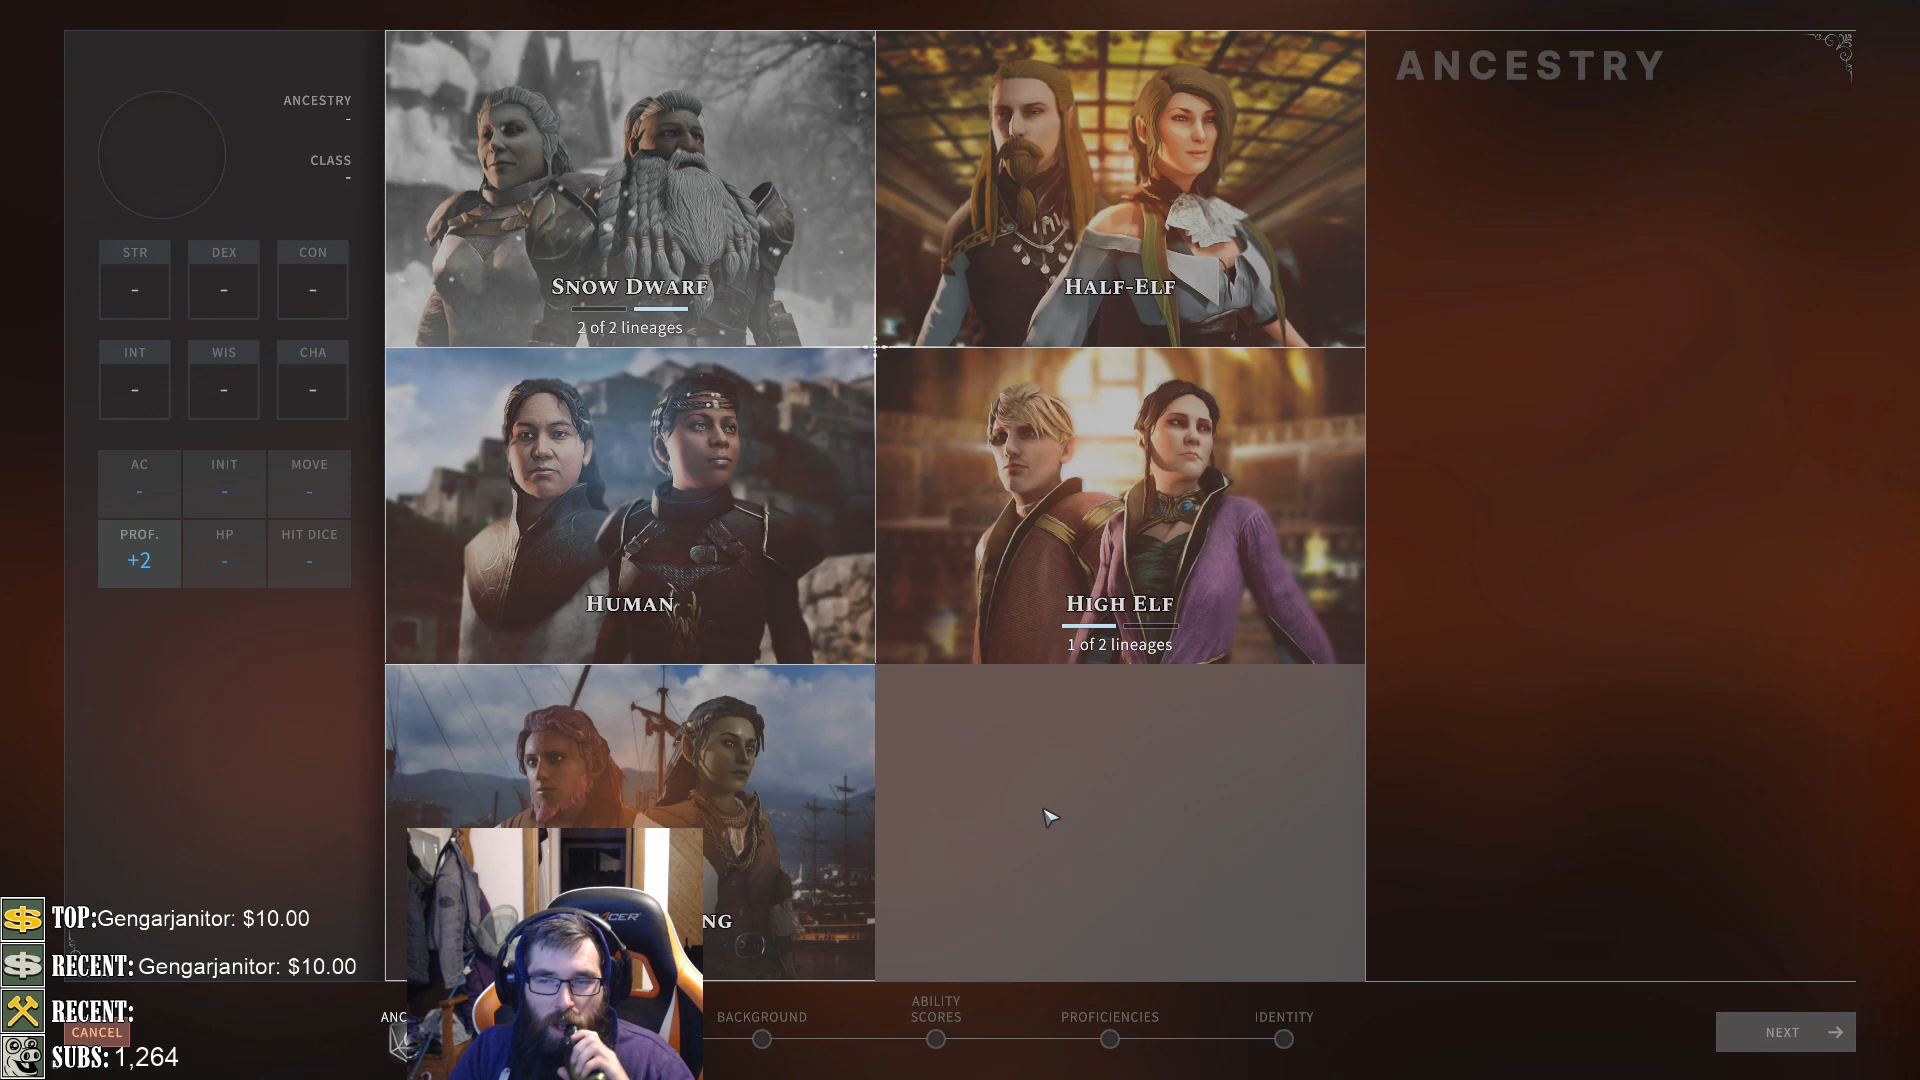 ANCESTRY
-
CLASS
-
STR
DEX
CON
-
-
-
INT
WIS
CHA
-
-
-
AC
INIT
MOVE
-
-
-
PROF.
HP
HIT DICE
+2
-
-
SNOW DWARF
2 of 2 lineages
HALF-ELF
HUMAN
HIGH ELF
1 of 2 lineages
NG
ANCESTRY
TOP: Gengarjanitor: $10.00
RECENT: Gengarjanitor: $10.00
RECENT:
CANCEL
SUBS: 1,264
ANC
BACKGROUND
ABILITY
SCORES
PROFICIENCIES
IDENTITY
NEXT